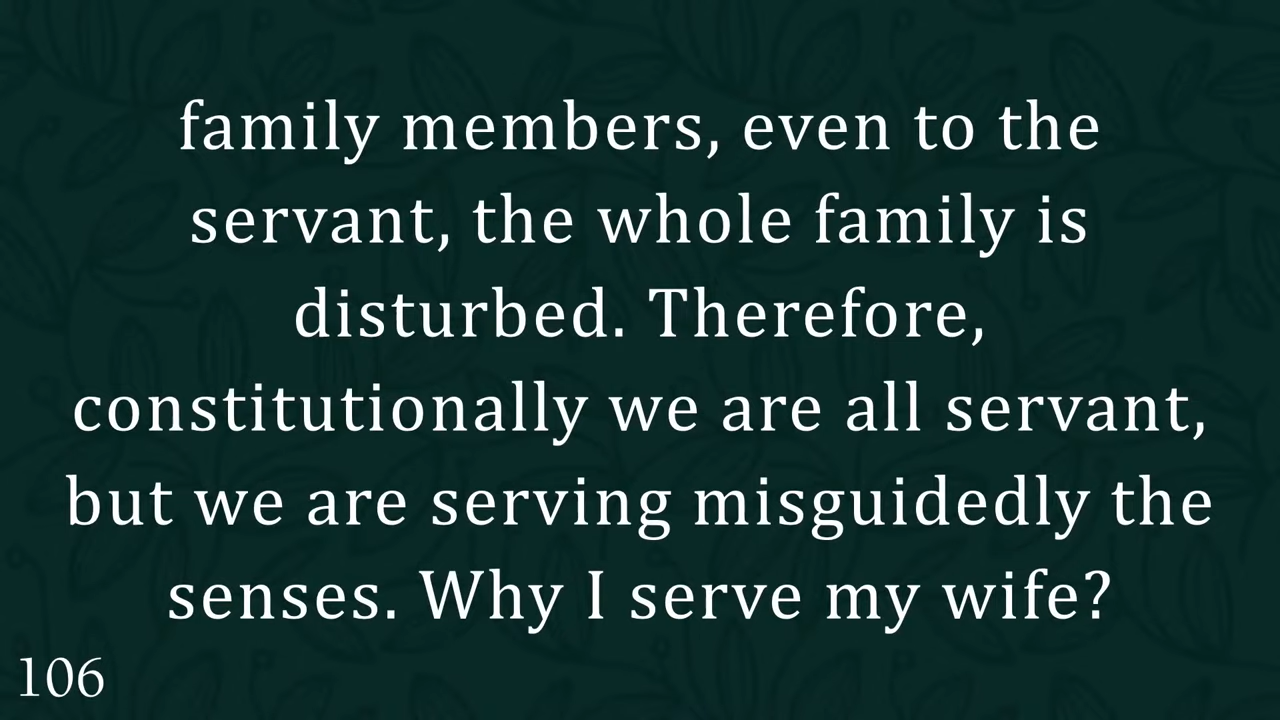 family members, even to the
servant, the whole family is
disturbed. Therefore,
constitutionally we are all servant,
but we are serving misguidedly the
senses. Why I serve my wife?
106